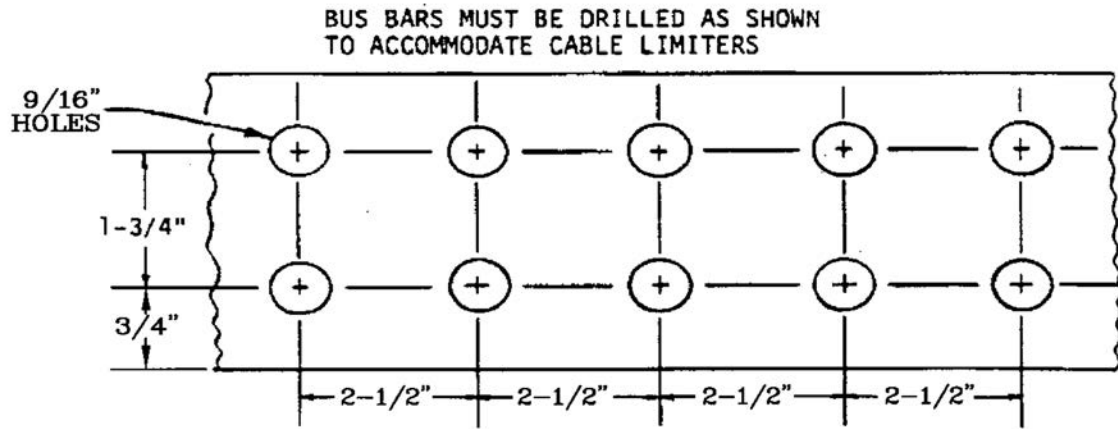 BUS BARS MUST BE DRILLED AS SHOWN
TO ACCOMMODATE CABLE LIMITERS
9/16"
HOLES
1-3/4"
3/4"
2-1/2" 2-1/2" 2-1/2" 2-1/2"